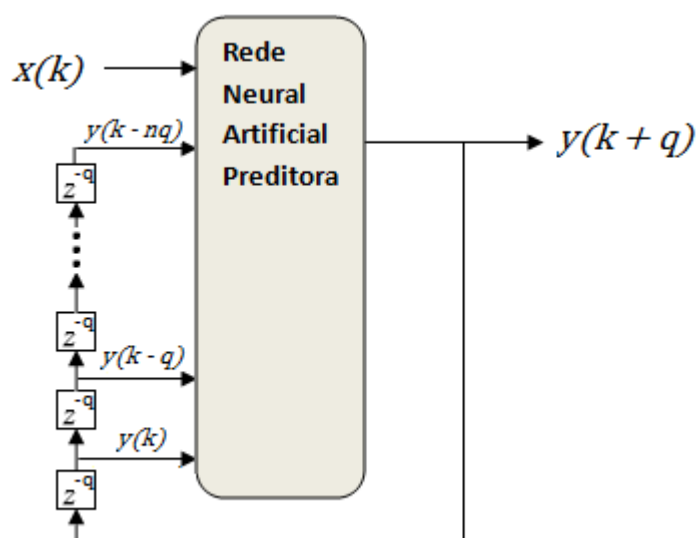 Rede
x(k)
Neural
y(k - nq)
Artificial
y(k + q)
Preditora
z-q
z-q
y(k - q)
z-q
y(k)
z-q